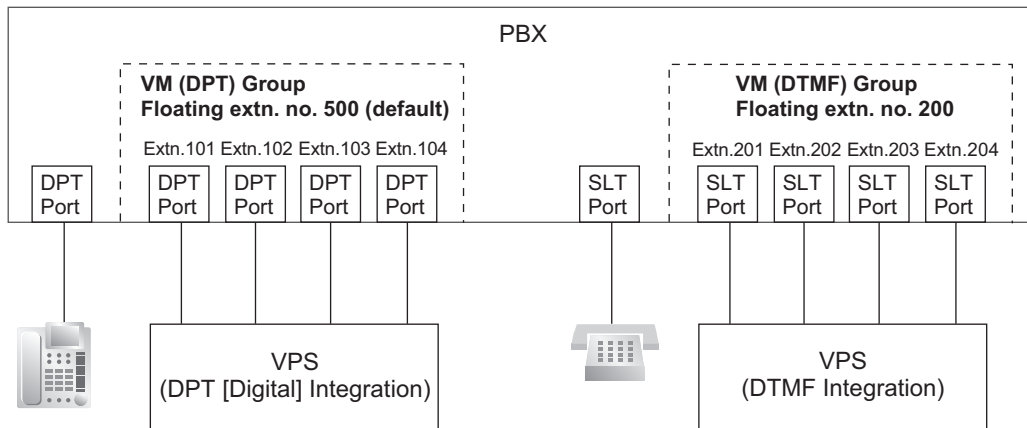 PBX
VM (DPT) Group
Floating extn. no. 500 (default)
VM (DTMF) Group
Floating extn. no. 200
Extn.101 Extn.102 Extn.103 Extn.104
Extn.201 Extn.202 Extn.203 Extn.204
DPT DPT DPT DPT DPT SLT SLT SLT SLT SLT
Port Port Port Port Port Port Port Port Port Port
VPS
(DPT [Digital] Integration)
VPS
(DTMF Integration)